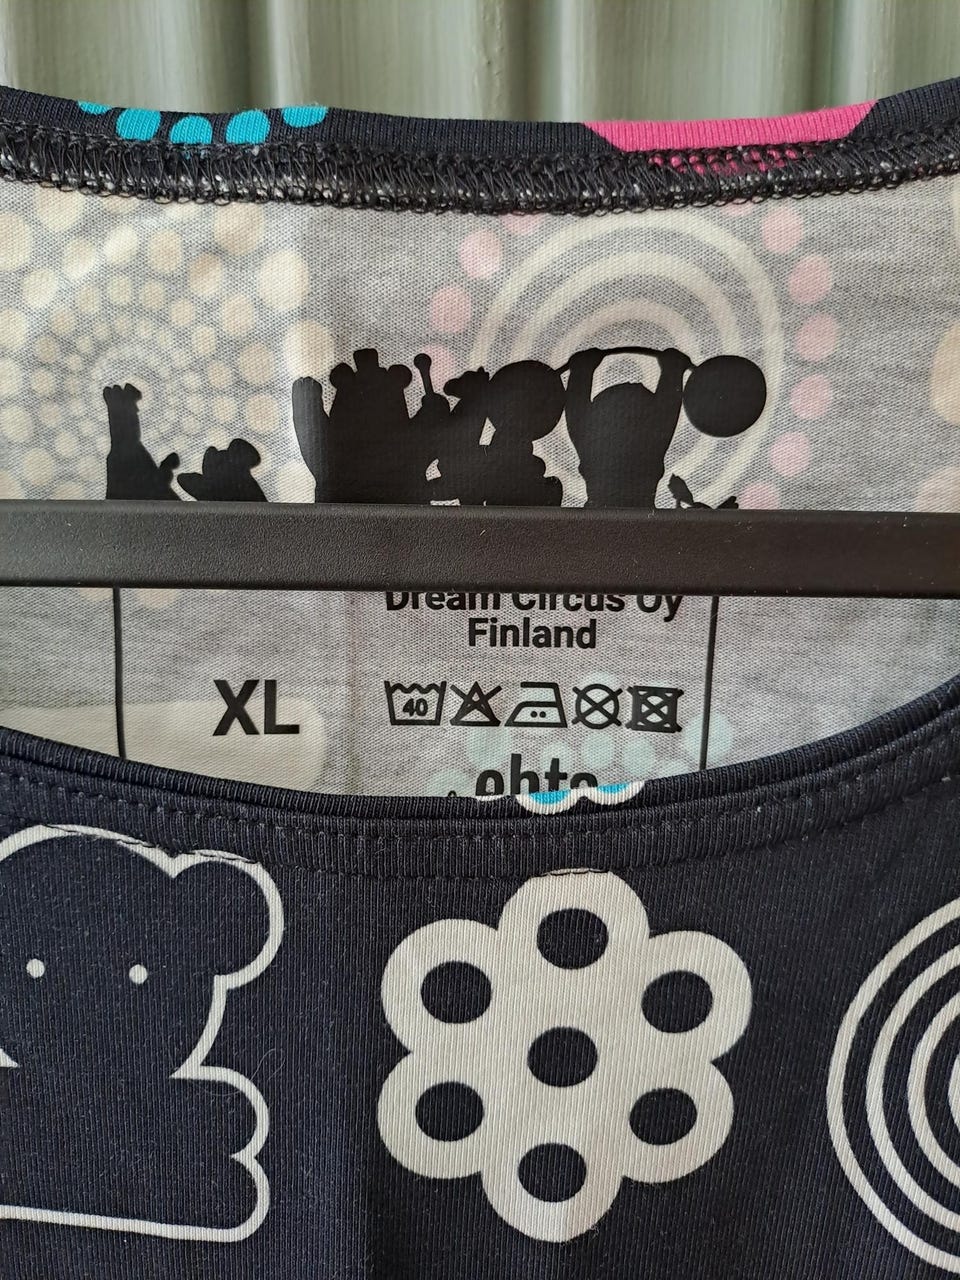 Dream Circus Oy
Finland
XL
40